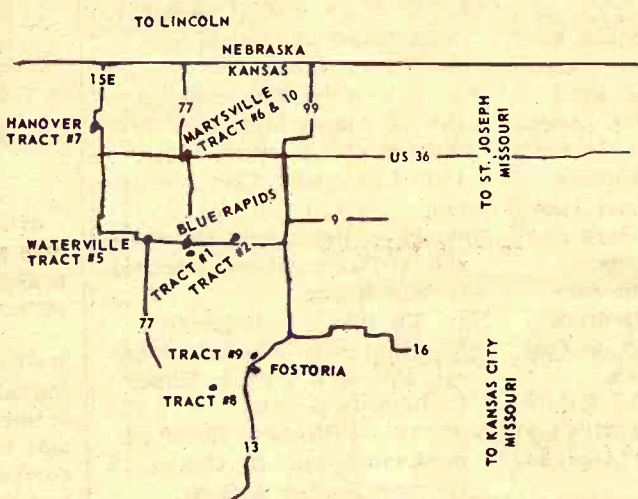 TO LINCOLN
NEBRASKA
KANSAS
15E
77
99
MARYSVILLE
TRACT #6 & 10
HANOVER
TRACT #7
US 36
TO ST. JOSEPH
MISSOURI
BLUE RAPIDS
9
WATERVILLE
TRACT #5
TRACT #1
TRACT #2
77
TRACT #9
16
FOSTORIA
TRACT #8
TO KANSAS CITY
MISSOURI
13